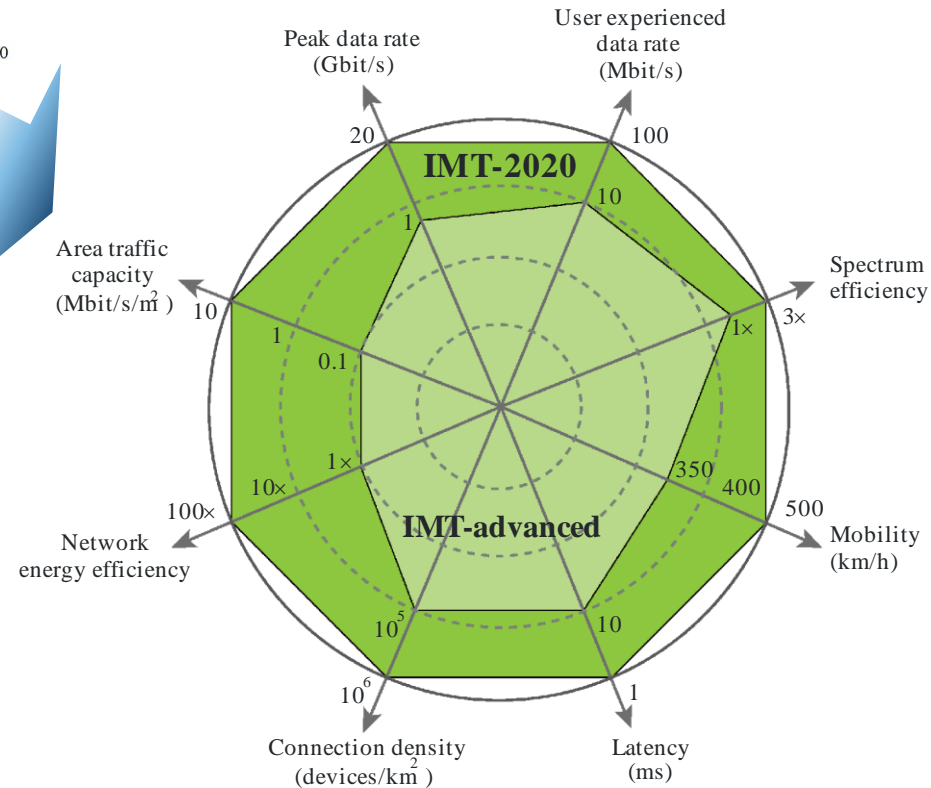 0
User experienced
data rate
(Mbit/s)
Peak data rate
(Gbit/s)
20
100
IMT-2020
1
10
Area traffic
capacity
(Mbit/s/m²)
10
1
0.1
Spectrum
efficiency
3×
1×
1×
10×
100×
Network
energy efficiency
350
400
500
Mobility
(km/h)
IMT-advanced
10⁵
10⁶
Connection density
(devices/km²)
10
1
Latency
(ms)